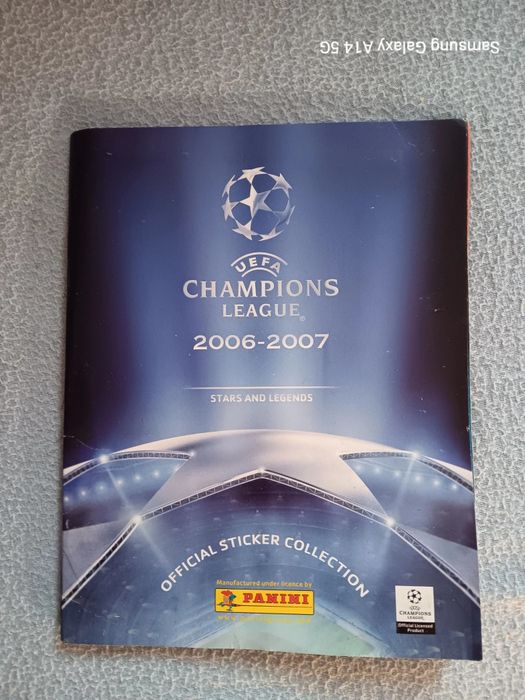 Samsung Galaxy A14 5G
UEFA
CHAMPIONS
LEAGUE®
2006-2007
STARS AND LEGENDS
OFFICIAL STICKER COLLECTION
Manufactured under licence by
PANINI
UEFA
CHAMPIONS
LEAGUE
Official Licensed
Product